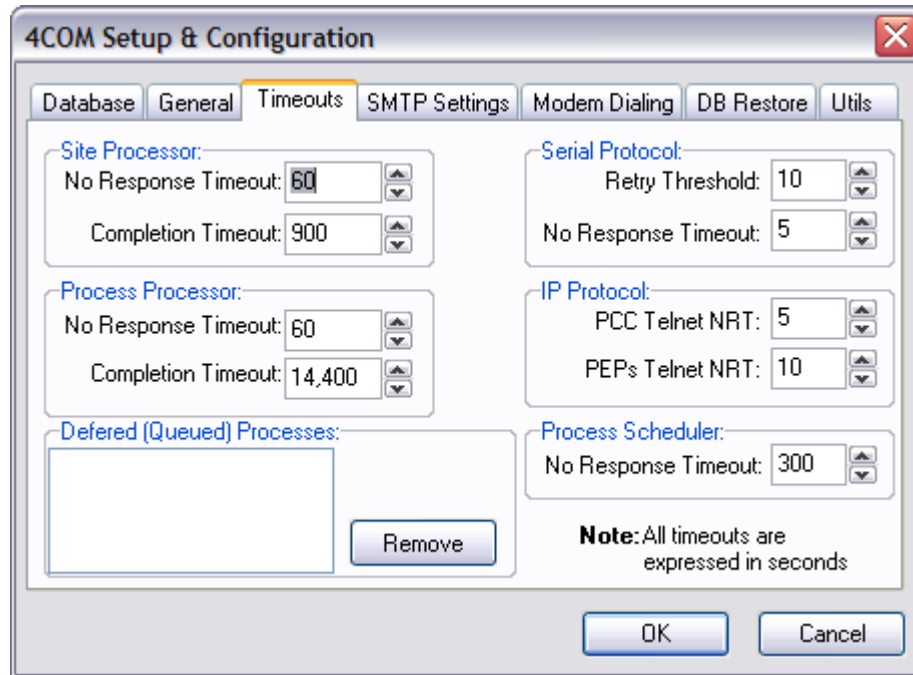 4COM Setup & Configuration
Database General Timeouts SMTP Settings Modem Dialing DB Restore Utils
Site Processor:
No Response Timeout: 60
Completion Timeout: 900
Process Processor:
No Response Timeout: 60
Completion Timeout: 14,400
Defered (Queued) Processes:
Remove
Serial Protocol:
Retry Threshold: 10
No Response Timeout: 5
IP Protocol:
PCC Telnet NRT: 5
PEPs Telnet NRT: 10
Process Scheduler:
No Response Timeout: 300
Note: All timeouts are
expressed in seconds
OK Cancel